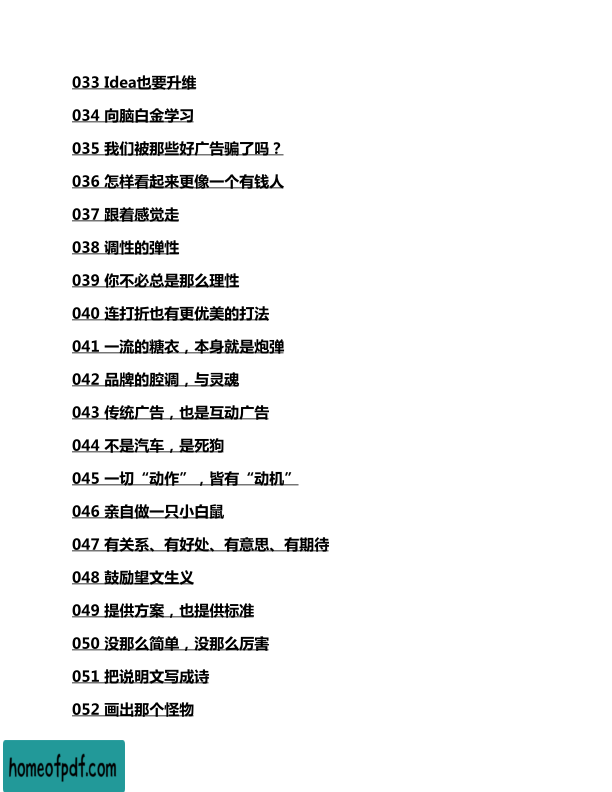 033 Idea也要升维
034 向脑白金学习
035 我们被那些好广告骗了吗？
036 怎样看起来更像一个有钱人
037 跟着感觉走
038 调性的弹性
039 你不必总是那么理性
040 连打折也有更优美的打法
041 一流的糖衣，本身就是炮弹
042 品牌的腔调，与灵魂
043 传统广告，也是互动广告
044 不是汽车，是死狗
045 一切“动作”，皆有“动机”
046 亲自做一只小白鼠
047 有关系、有好处、有意思、有期待
048 鼓励望文生义
049 提供方案，也提供标准
050 没那么简单，没那么厉害
051 把说明文写成诗
052 画出那个怪物
homeofpdf.com